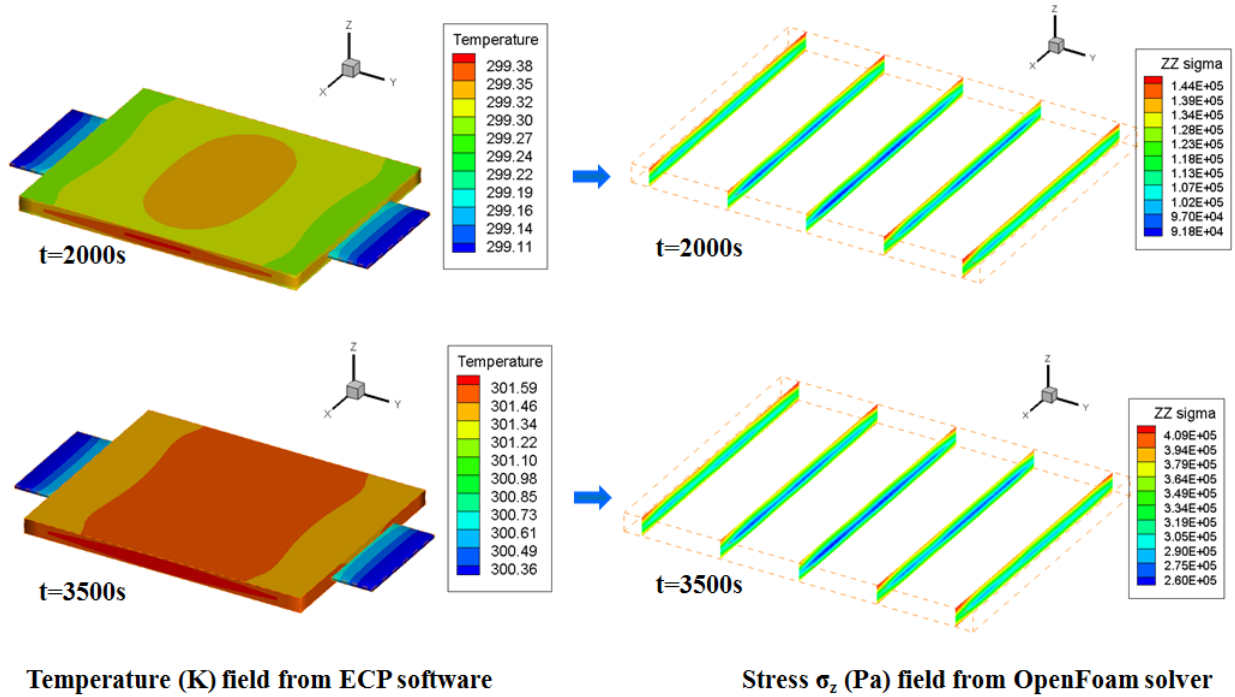 Z
X
Y
Temperature
299.38
299.35
299.32
299.30
299.27
299.24
299.22
299.19
299.16
299.14
299.11
t=2000s
Z
X
Y
ZZ sigma
1.44E+05
1.39E+05
1.34E+05
1.28E+05
1.23E+05
1.18E+05
1.13E+05
1.07E+05
1.02E+05
9.70E+04
9.18E+04
t=2000s
Z
X
Y
Temperature
301.59
301.46
301.34
301.22
301.10
300.98
300.85
300.73
300.61
300.49
300.36
t=3500s
Z
X
Y
ZZ sigma
4.09E+05
3.94E+05
3.79E+05
3.64E+05
3.49E+05
3.34E+05
3.19E+05
3.05E+05
2.90E+05
2.75E+05
2.60E+05
t=3500s
Temperature (K) field from ECP software
Stress σz (Pa) field from OpenFoam solver